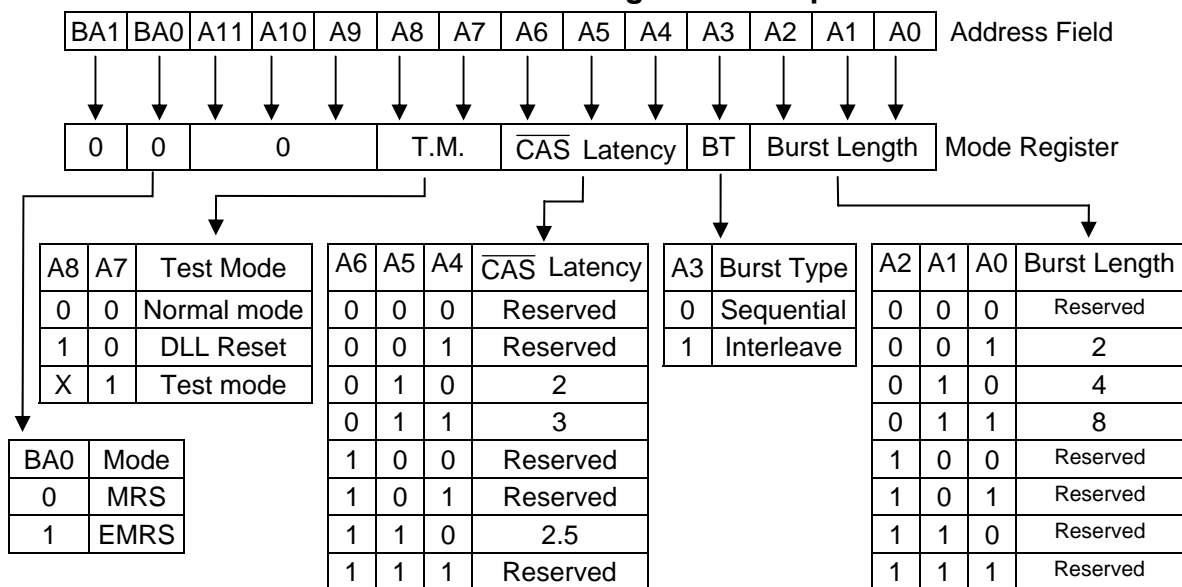 BA1 BA0 A11 A10 A9 A8 A7 A6 A5 A4 A3 A2 A1 A0 Address Field
0 0 0 T.M. CAS Latency BT Burst Length Mode Register
A8 A7 Test Mode
0 0 Normal mode
1 0 DLL Reset
X 1 Test mode
BA0 Mode
0 MRS
1 EMRS
A6 A5 A4 CAS Latency
0 0 0 Reserved
0 0 1 Reserved
0 1 0 2
0 1 1 3
1 0 0 Reserved
1 0 1 Reserved
1 1 0 2.5
1 1 1 Reserved
A3 Burst Type
0 Sequential
1 Interleave
A2 A1 A0 Burst Length
0 0 0 Reserved
0 0 1 2
0 1 0 4
0 1 1 8
1 0 0 Reserved
1 0 1 Reserved
1 1 0 Reserved
1 1 1 Reserved